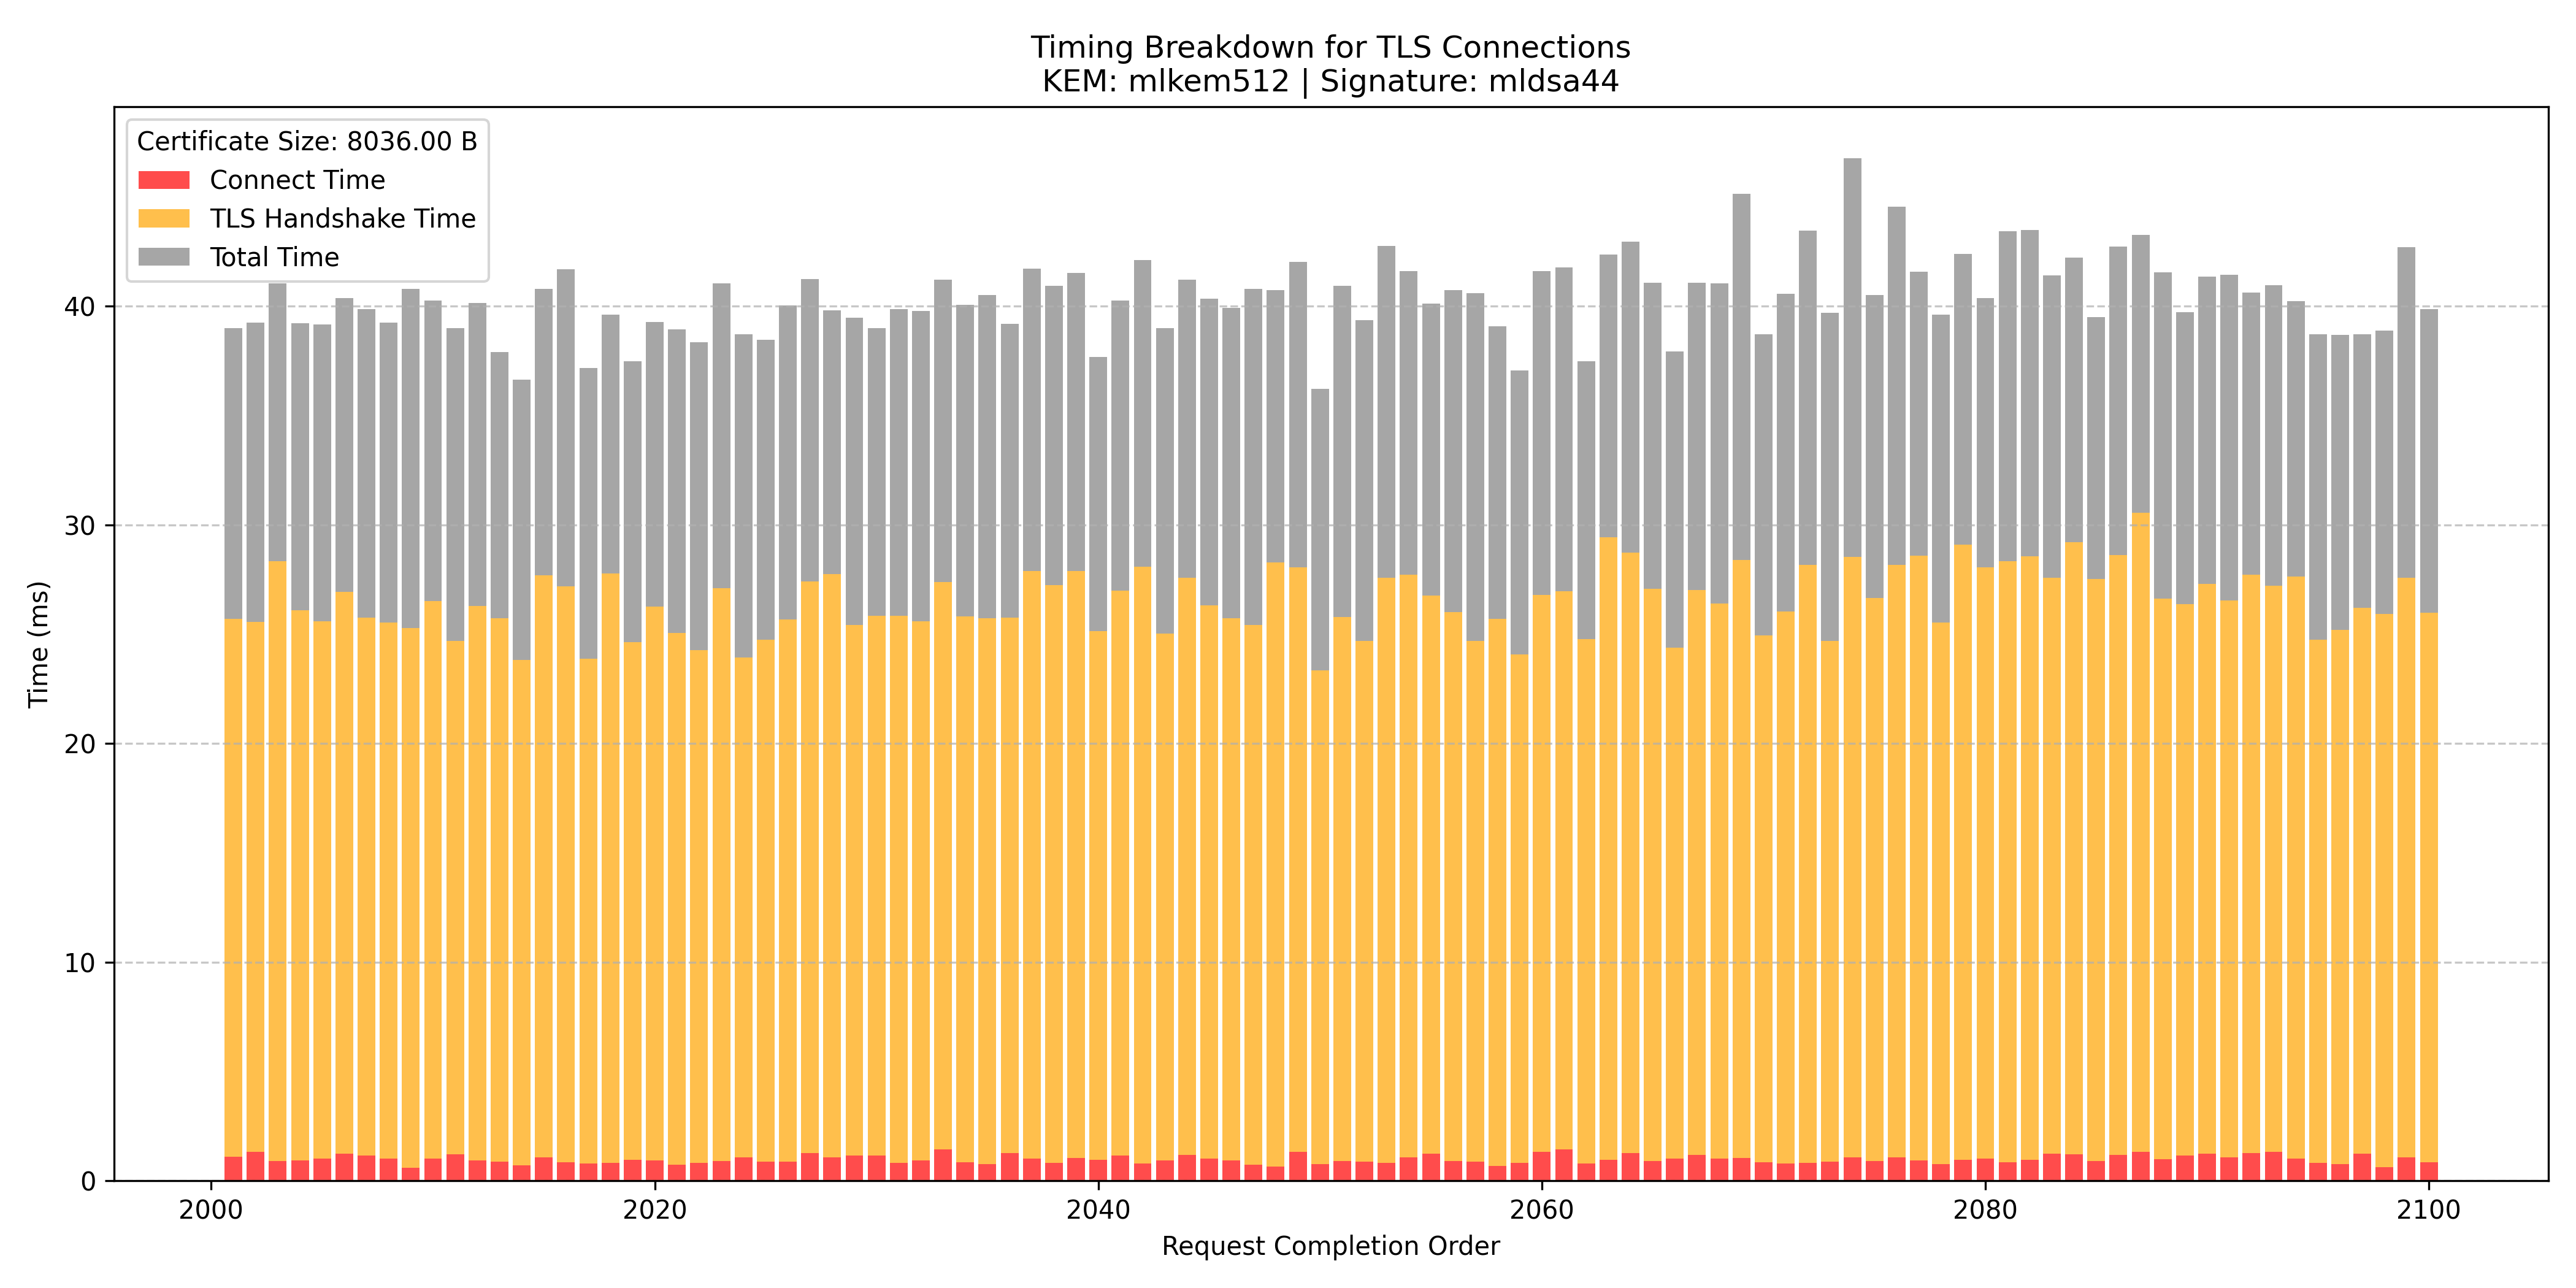 Timing Breakdown for TLS Connections
KEM: mlkem512 | Signature: mldsa44
Certificate Size: 8036.00 B
Connect Time
TLS Handshake Time
Total Time
Time (ms)
40
30
20
10
0
2000 2020 2040 2060 2080 2100
Request Completion Order